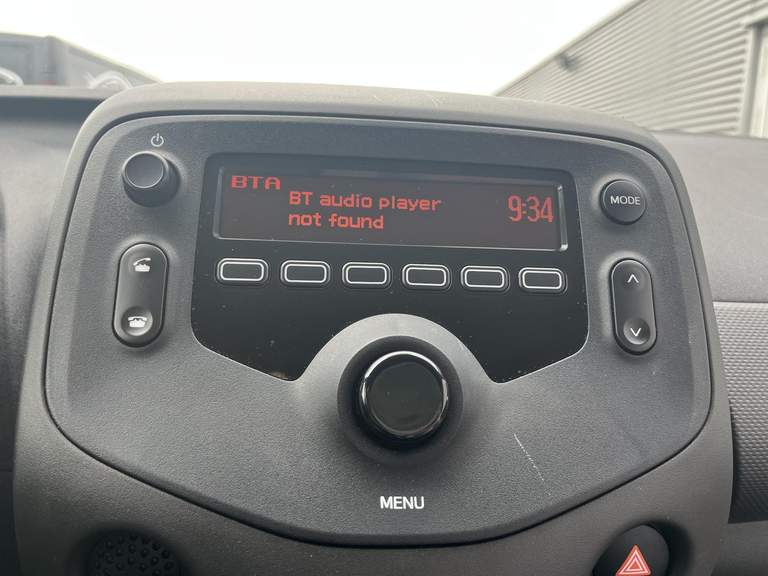 BTA
BT audio player
not found
9:34
MODE
MENU